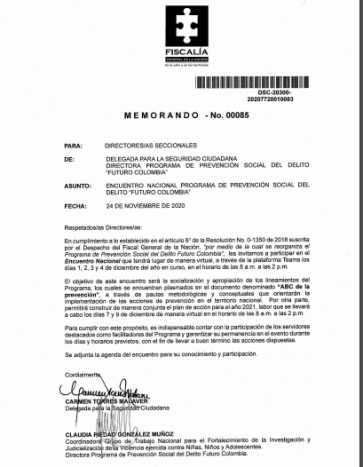 FISCALÍA
GENERAL DE LA NACIÓN
En la calle y en los territorios
DSC-20300-
20207720010083
MEMORANDO - No. 00085
PARA: DIRECTORES/AS SECCIONALES
DE: DELEGADA PARA LA SEGURIDAD CIUDADANA
DIRECTORA PROGRAMA DE PREVENCIÓN SOCIAL DEL DELITO
"FUTURO COLOMBIA"
ASUNTO: ENCUENTRO NACIONAL PROGRAMA DE PREVENCIÓN SOCIAL DEL
DELITO "FUTURO COLOMBIA"
FECHA: 24 DE NOVIEMBRE DE 2020
Respetados/as Directores/as:
En cumplimiento a lo establecido en el artículo 8° de la Resolución No. 0-1350 de 2018 suscrita
por el Despacho del Fiscal General de la Nación, "por medio de la cual se reorganiza el
Programa de Prevención Social del Delito Futuro Colombia", les invitamos a participar en el
Encuentro Nacional que tendrá lugar de manera virtual, a través de la plataforma Teams los
días 1, 2, 3 y 4 de diciembre del año en curso, en el horario de las 8 a.m. a las 2 p.m.
El objetivo de este encuentro será la socialización y apropiación de los lineamientos del
Programa, los cuales se encuentran plasmados en el documento denominado "ABC de la
prevención", a través de pautas metodológicas y conceptuales que orientarán la
implementación de las acciones de prevención en el territorio nacional. Por otra parte,
permitirá construir de manera conjunta el plan de acción para el año 2021, labor que se llevará
a cabo los días 7 y 9 de diciembre de manera virtual en el horario de las 8 a.m. a las 2 p.m.
Para cumplir con este propósito, es indispensable contar con la participación de los servidores
destacados como facilitadores del Programa y garantizar su permanencia en el evento durante
los días y horarios previstos, con el fin de llevar a buen término las acciones dispuestas.
Se adjunta la agenda del encuentro para su conocimiento y participación.
Cordialmente,
CARMEN TORRES MALAVER
Delegada para la Seguridad Ciudadana
CLAUDIA PIEDAD GONZÁLEZ MUÑOZ
Coordinadora Grupo de Trabajo Nacional para el Fortalecimiento de la Investigación y
Judicialización de la Violencia ejercida contra Niñas, Niños y Adolescentes.
Directora Programa de Prevención Social del Delito Futuro Colombia.